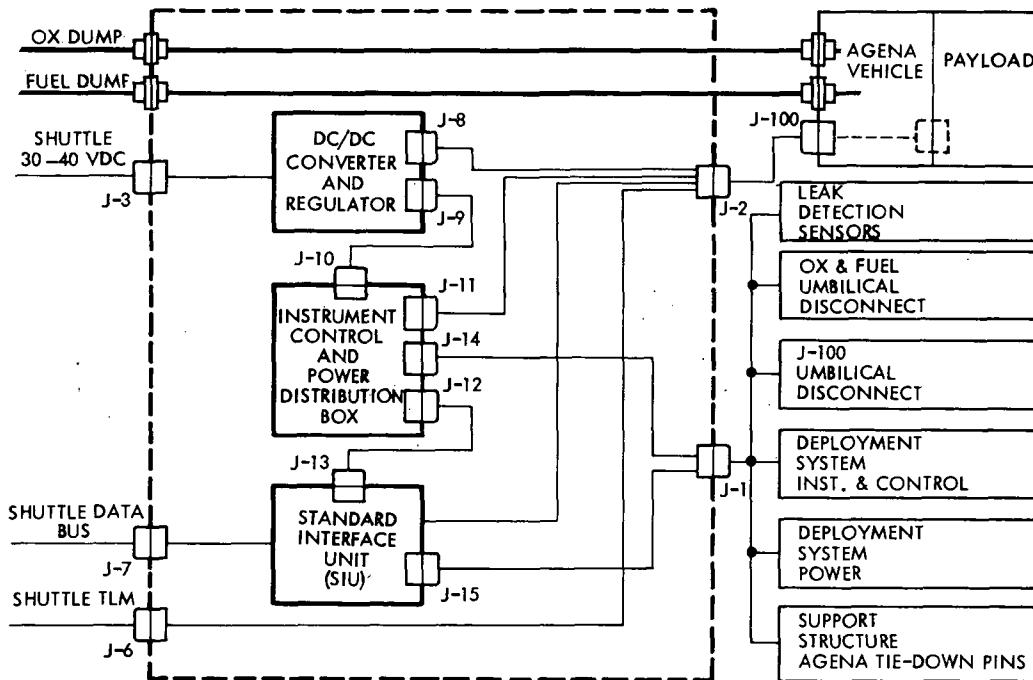 OX DUMP
FUEL DUMP
SHUTTLE
30-40 VDC
J-3
DC/DC
CONVERTER
AND
REGULATOR
J-8
J-9
J-10
INSTRUMENT
CONTROL
AND
POWER
DISTRIBUTION
BOX
J-11
J-14
J-12
J-13
STANDARD
INTERFACE
UNIT
(SIU)
J-15
SHUTTLE DATA
BUS
J-7
SHUTTLE TLM
J-6
J-2
J-1
J-100
AGENA
VEHICLE
PAYLOAD
LEAK
DETECTION
SENSORS
OX & FUEL
UMBILICAL
DISCONNECT
J-100
UMBILICAL
DISCONNECT
DEPLOYMENT
SYSTEM
INST. & CONTROL
DEPLOYMENT
SYSTEM
POWER
SUPPORT
STRUCTURE
AGENA TIE-DOWN PINS